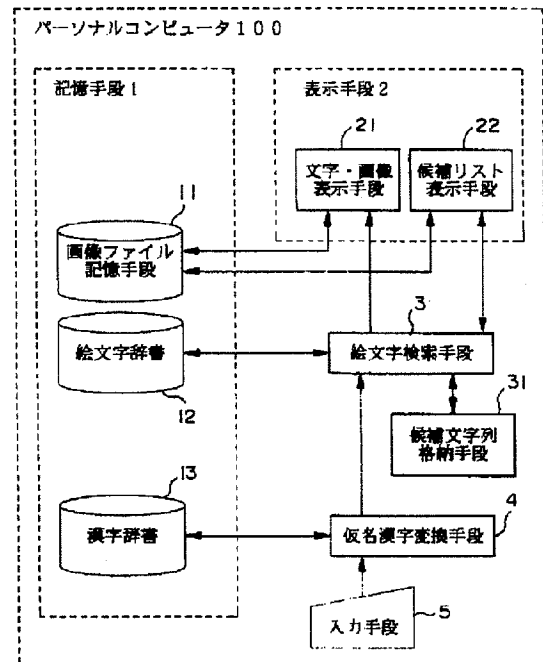 パーソナルコンピュータ100
記憶手段1
表示手段2
21
22
文字・画像
表示手段
候補リスト
表示手段
11
画像ファイル
記憶手段
3
絵文字辞書
絵文字検索手段
12
31
候補文字列
格納手段
13
4
漢字辞書
仮名漢字変換手段
入力手段
5